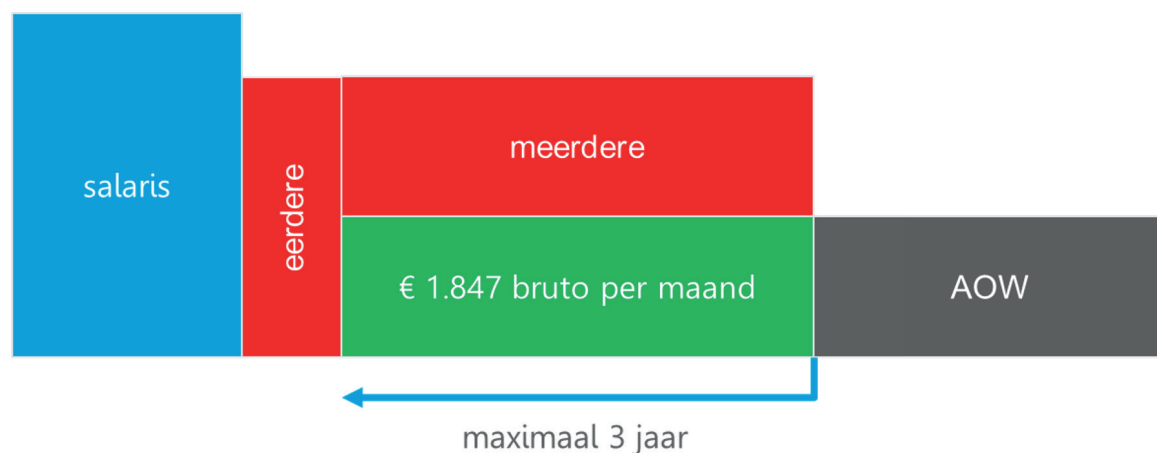 salaris
eerdere
meerdere
€ 1.847 bruto per maand
AOW
maximaal 3 jaar